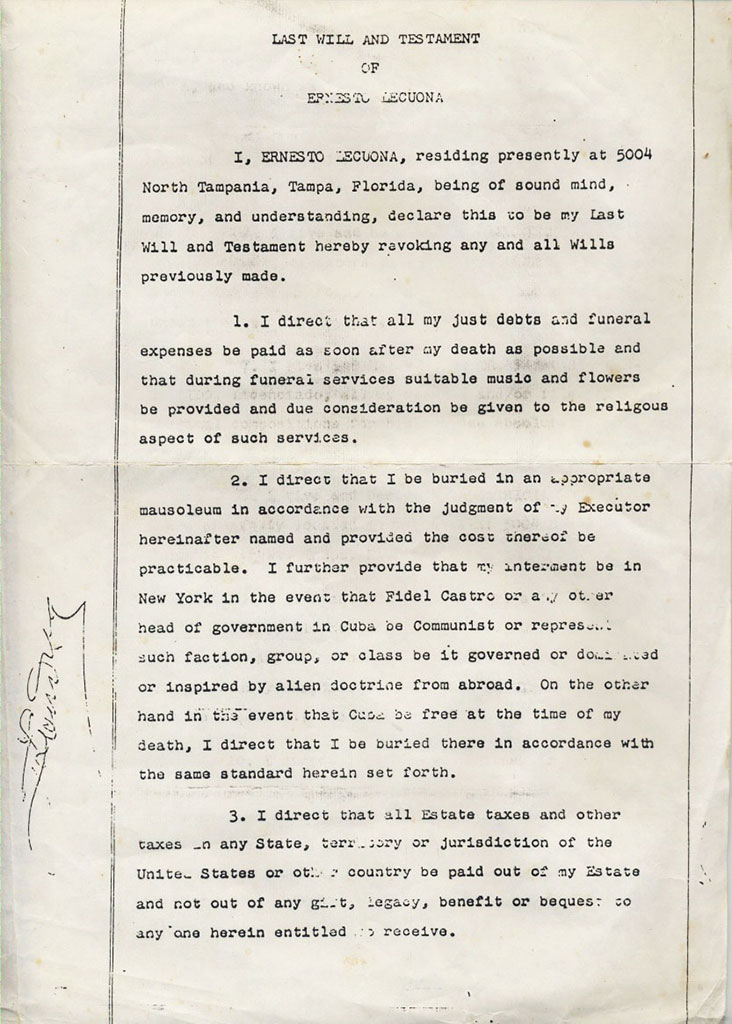 LAST WILL AND TESTAMENT
OF
ERNESTO LECUONA
I, ERNESTO LECUONA, residing presently at 5004
North Tampania, Tampa, Florida, being of sound mind,
memory, and understanding, declare this to be my Last
Will and Testament hereby revoking any and all Wills
previously made.
1. I direct that all my just debts and funeral
expenses be paid as soon after my death as possible and
that during funeral services suitable music and flowers
be provided and due consideration be given to the religous
aspect of such services.
2. I direct that I be buried in an appropriate
mausoleum in accordance with the judgment of my Executor
hereinafter named and provided the cost thereof be
practicable. I further provide that my interment be in
New York in the event that Fidel Castro or any other
head of government in Cuba be Communist or represent
such faction, group, or class be it governed or dominated
or inspired by alien doctrine from abroad. On the other
hand in the event that Cuba be free at the time of my
death, I direct that I be buried there in accordance with
the same standard herein set forth.
3. I direct that all Estate taxes and other
taxes in any State, territory or jurisdiction of the
United States or other country be paid out of my Estate
and not out of any gift, legacy, benefit or bequest to
any one herein entitled to receive.